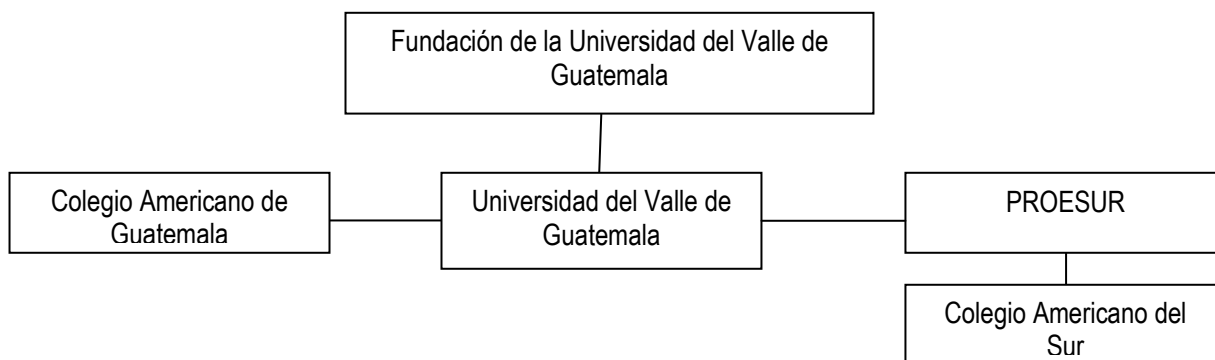 Fundación de la Universidad del Valle de
Guatemala
Colegio Americano de
Guatemala
Universidad del Valle de
Guatemala
PROESUR
Colegio Americano del
Sur